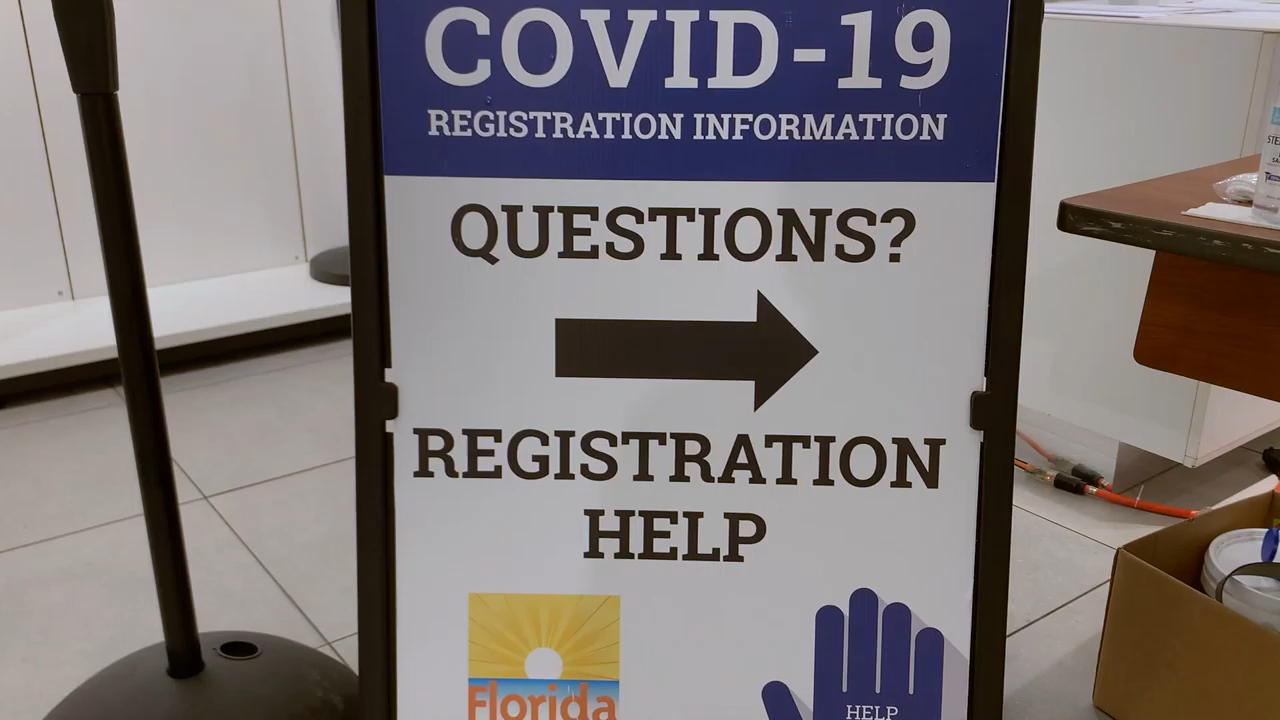 COVID-19
REGISTRATION INFORMATION
QUESTIONS?
REGISTRATION
HELP
Florida
HELP